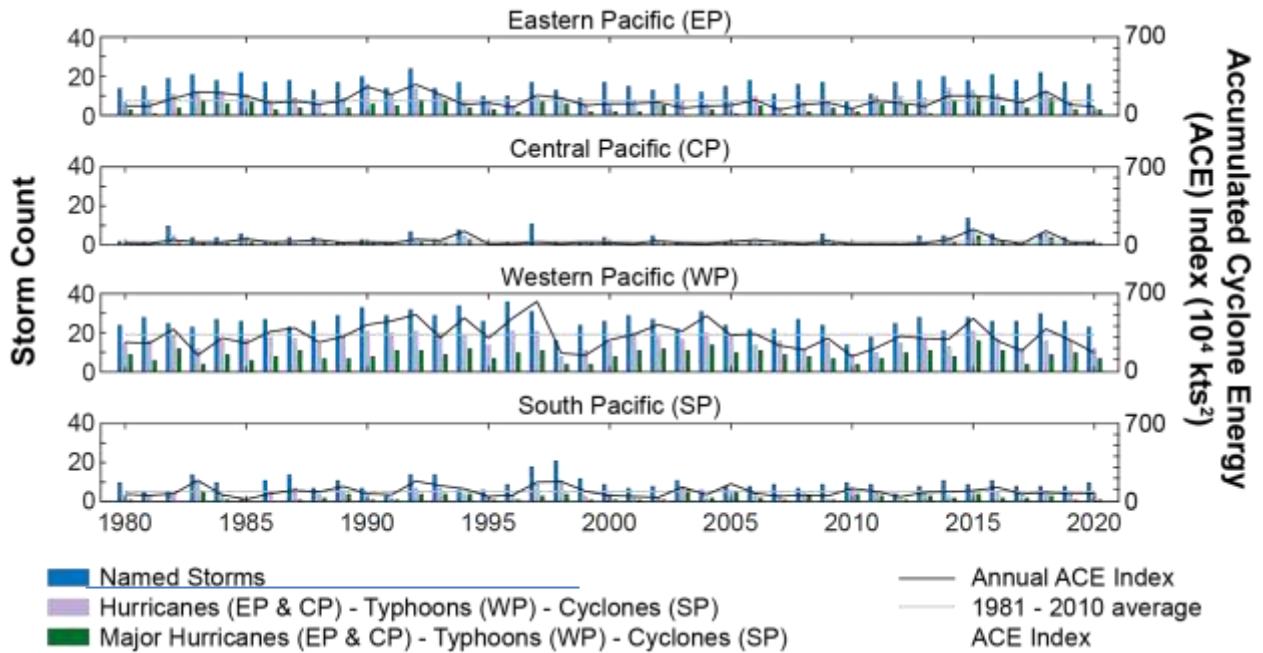 Eastern Pacific (EP)
40
20
0
700
0
Central Pacific (CP)
40
20
0
700
0
Western Pacific (WP)
40
20
0
700
0
South Pacific (SP)
40
20
0
700
0
1980 1985 1990 1995 2000 2005 2010 2015 2020
Storm Count
Accumulated Cyclone Energy
(ACE) Index (10⁴ kts²)
Named Storms
Hurricanes (EP & CP) - Typhoons (WP) - Cyclones (SP)
Major Hurricanes (EP & CP) - Typhoons (WP) - Cyclones (SP)
Annual ACE Index
1981 - 2010 average
ACE Index